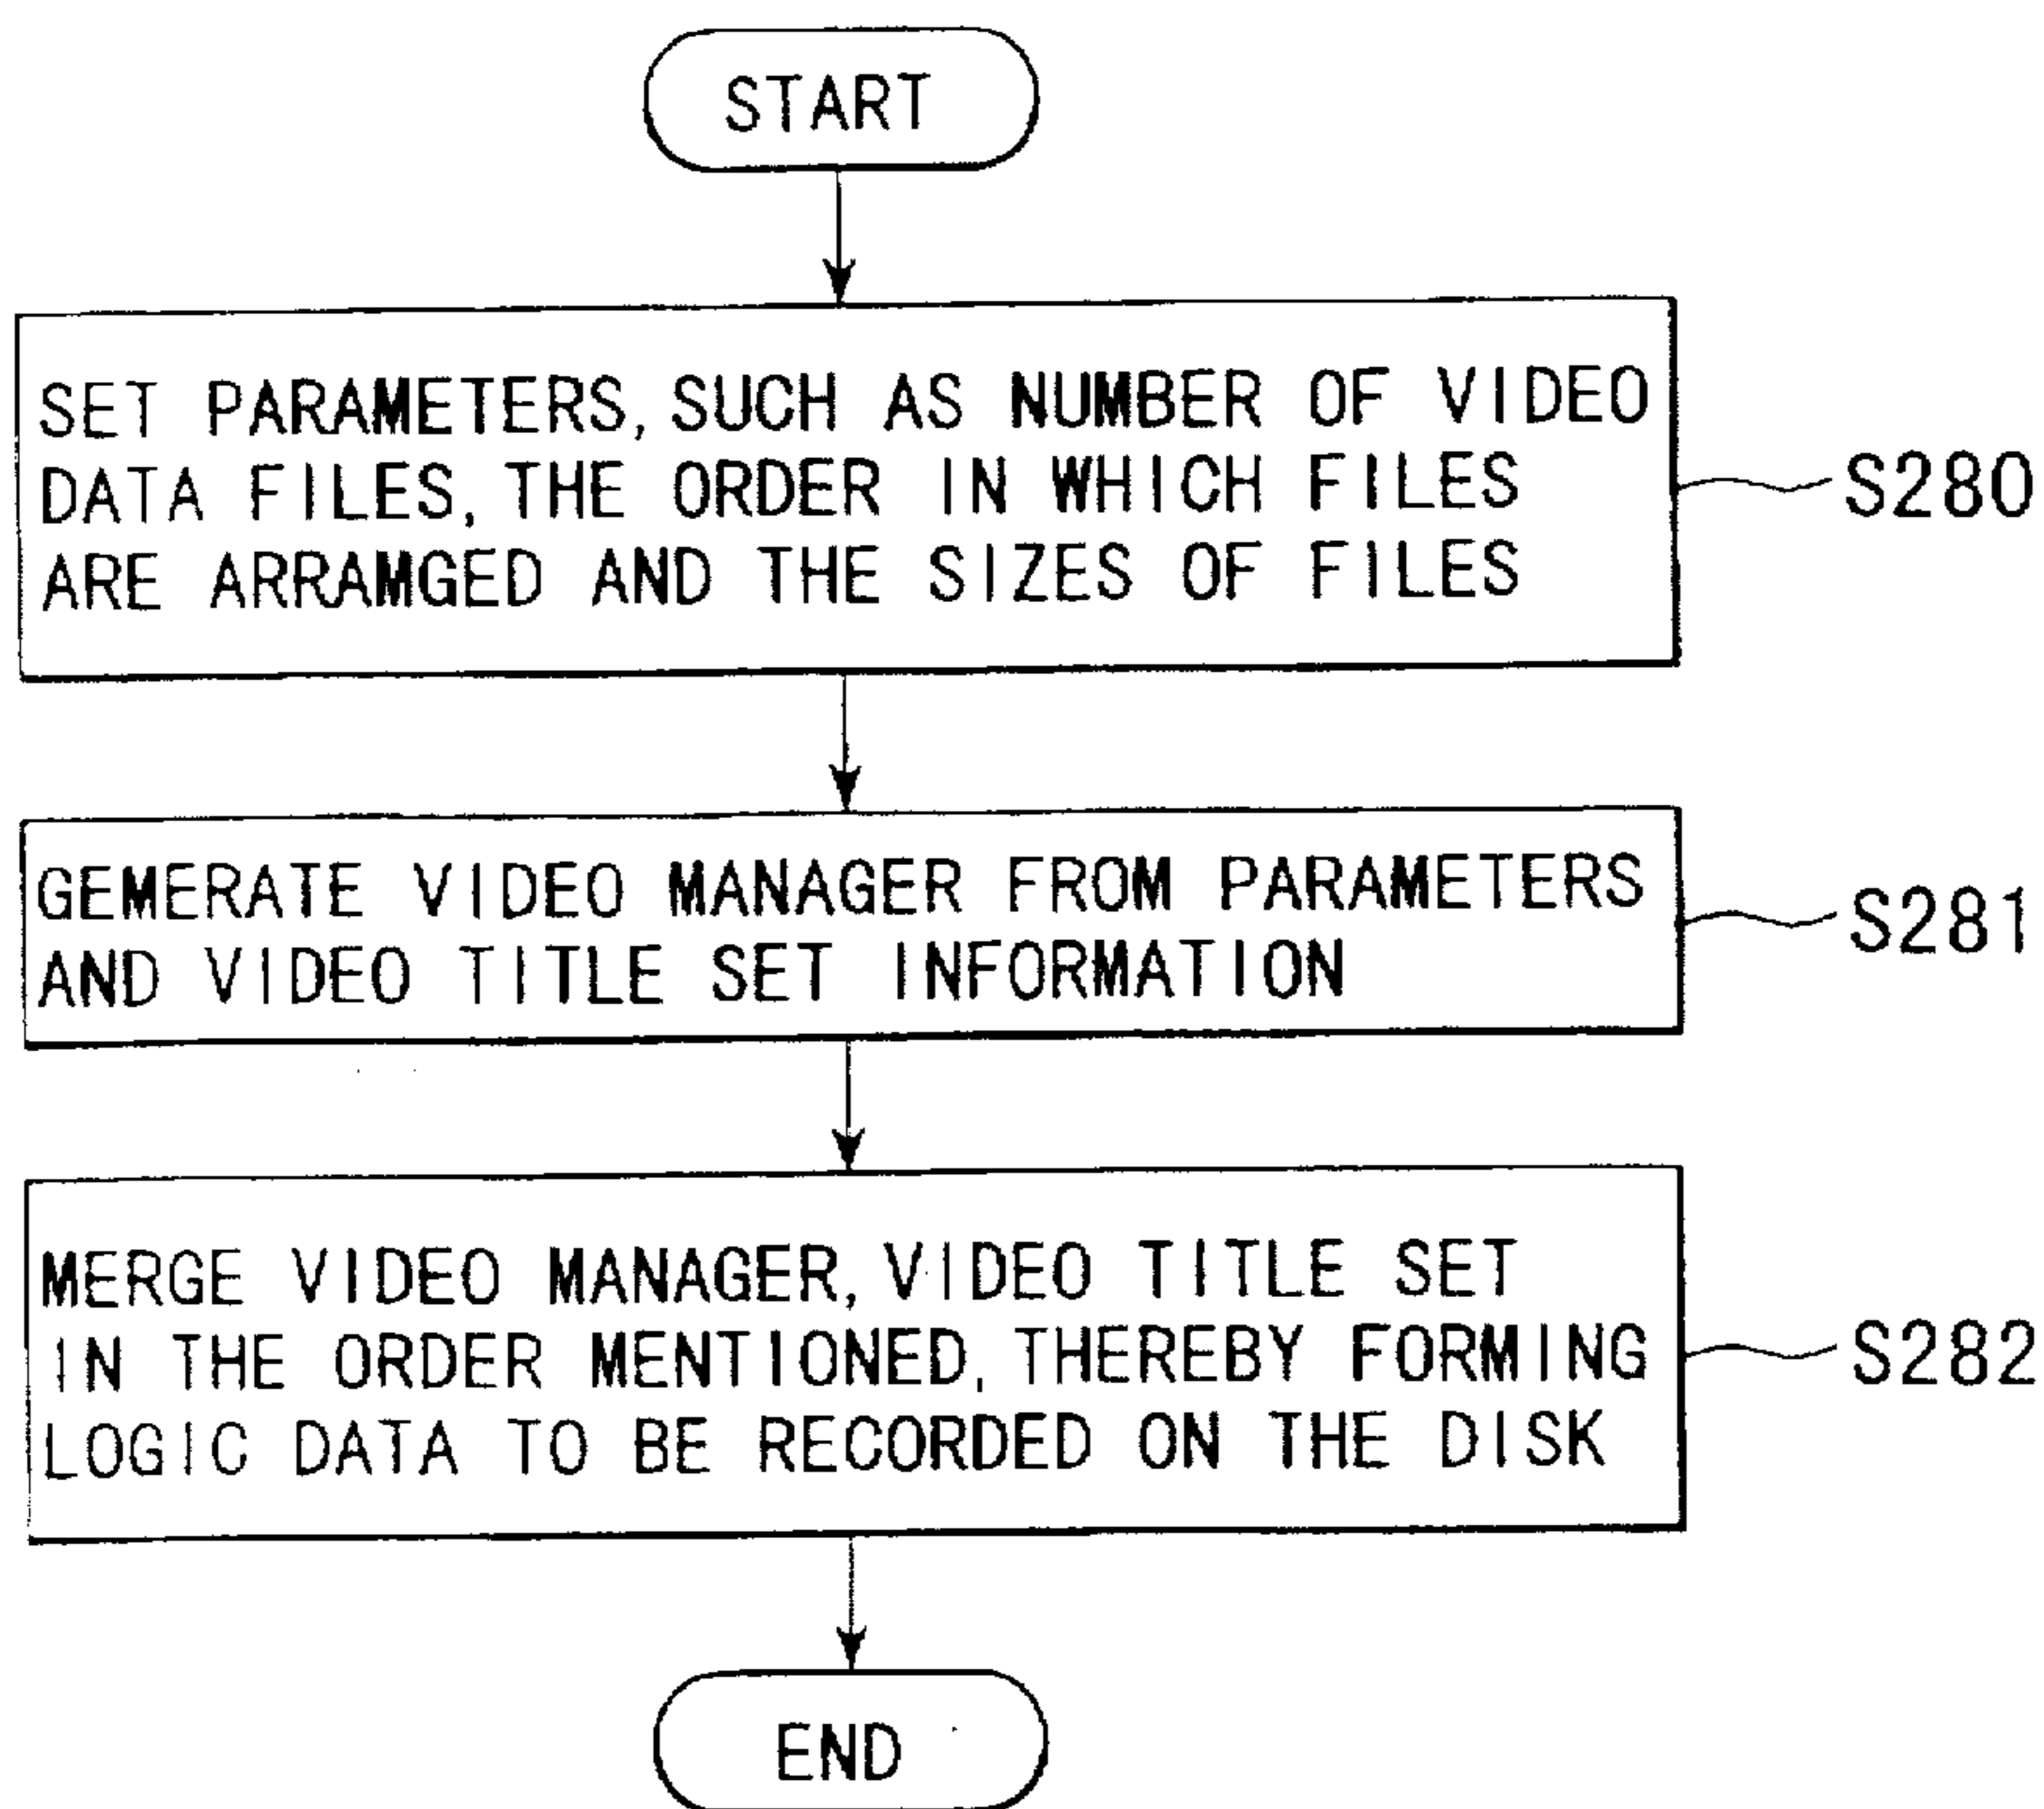 START
SET PARAMETERS, SUCH AS NUMBER OF VIDEO
DATA FILES, THE ORDER IN WHICH FILES
ARE ARRAMGED AND THE SIZES OF FILES
S280
GEMERATE VIDEO MANAGER FROM PARAMETERS
AND VIDEO TITLE SET INFORMATION
S281
MERGE VIDEO MANAGER, VIDEO TITLE SET
IN THE ORDER MENTIONED, THEREBY FORMING
LOGIC DATA TO BE RECORDED ON THE DISK
S282
END